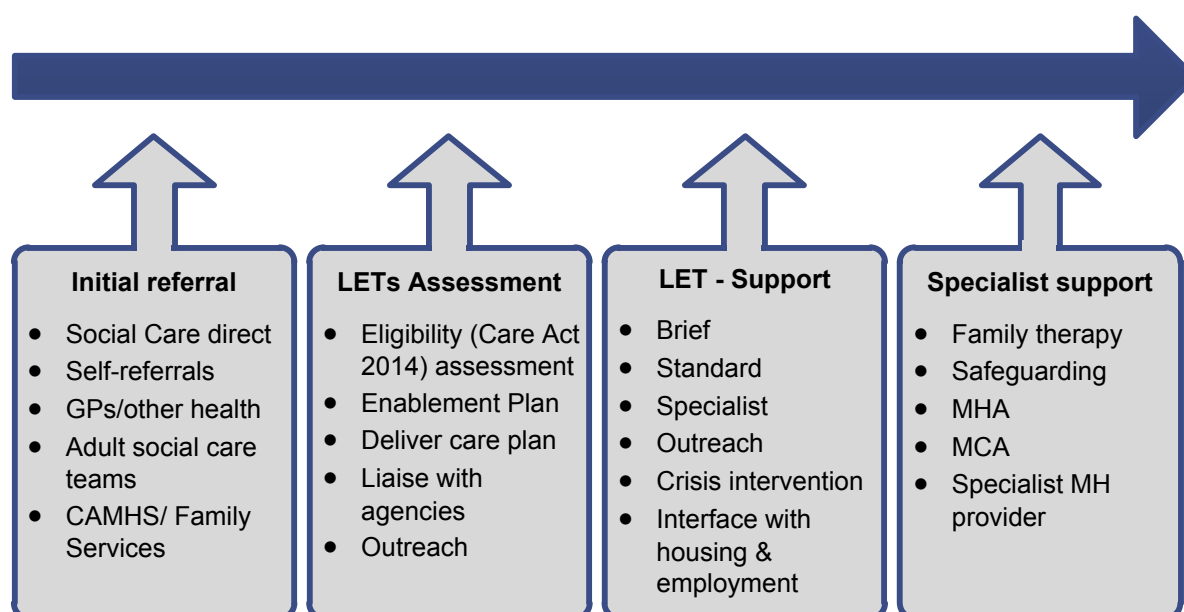 Initial referral
• Social Care direct
• Self-referrals
• GPs/other health
• Adult social care
teams
• CAMHS/ Family
Services
LETs Assessment
• Eligibility (Care Act
2014) assessment
• Enablement Plan
• Deliver care plan
• Liaise with
agencies
• Outreach
LET - Support
• Brief
• Standard
• Specialist
• Outreach
• Crisis intervention
• Interface with
housing &
employment
Specialist support
• Family therapy
• Safeguarding
• MHA
• MCA
• Specialist MH
provider